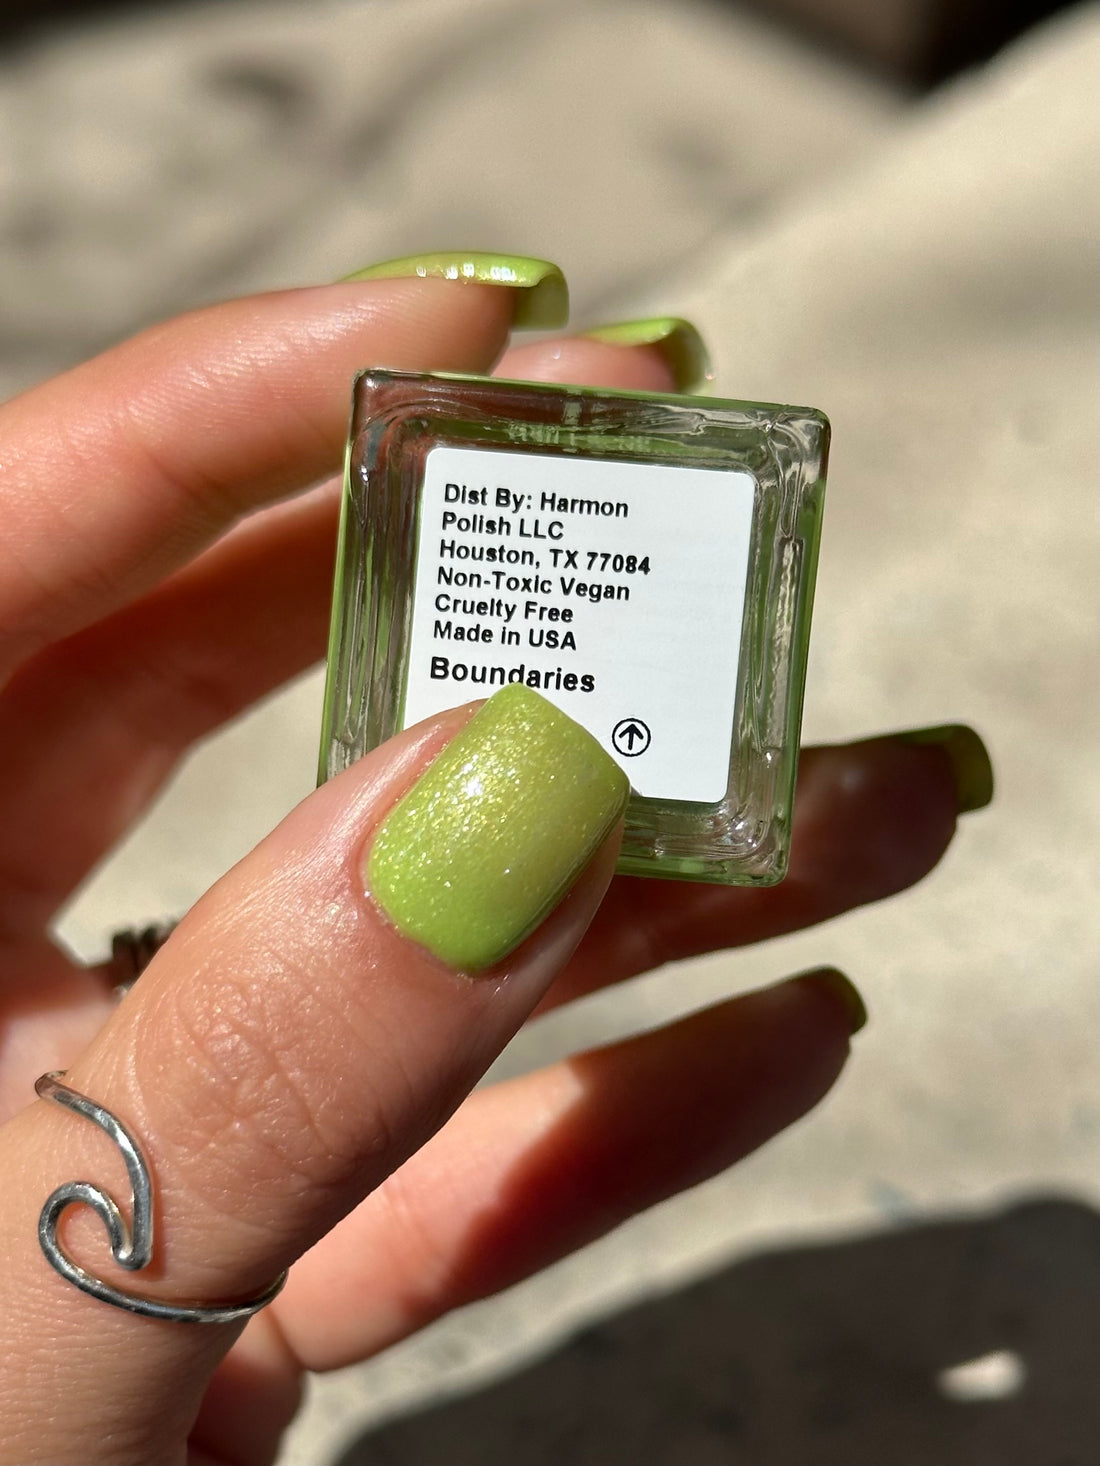 Dist By: Harmon
Polish LLC
Houston, TX 77084
Non-Toxic Vegan
Cruelty Free
Made in USA
Boundaries